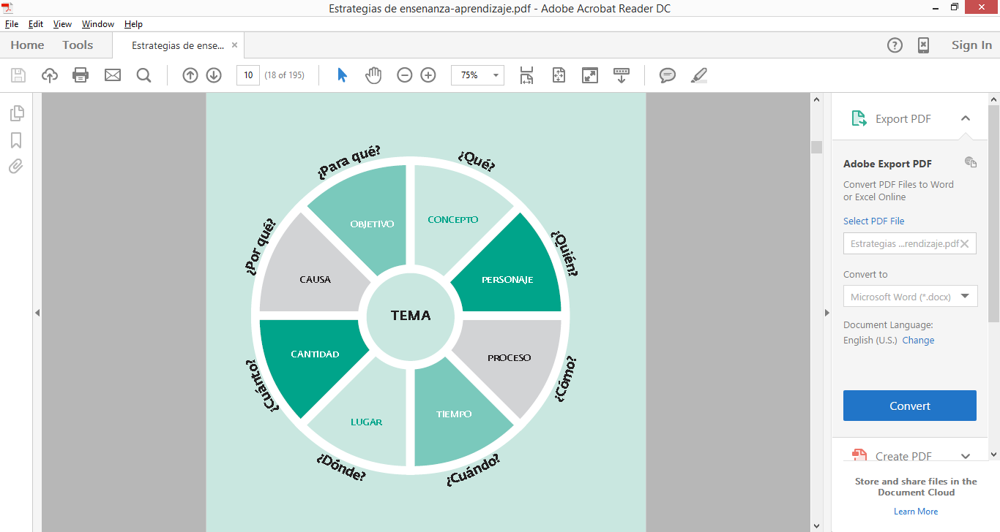 Estrategias de ensenanza-aprendizaje.pdf - Adobe Acrobat Reader DC
File Edit View Window Help
Home Tools Estrategias de ense... × Sign In
10 (18 of 195) 75%
¿Para qué? ¿Qué?
OBJETIVO CONCEPTO
¿Por qué? ¿Quién?
CAUSA PERSONAJE
TEMA
CANTIDAD PROCESO
¿Cuánto? ¿Cómo?
LUGAR TIEMPO
¿Dónde? ¿Cuándo?
Export PDF
Adobe Export PDF
Convert PDF Files to Word
or Excel Online
Select PDF File
Estrategias ...rendizaje.pdf
Convert to
Microsoft Word (*.docx)
Document Language:
English (U.S.) Change
Convert
Create PDF
Store and share files in the
Document Cloud
Learn More